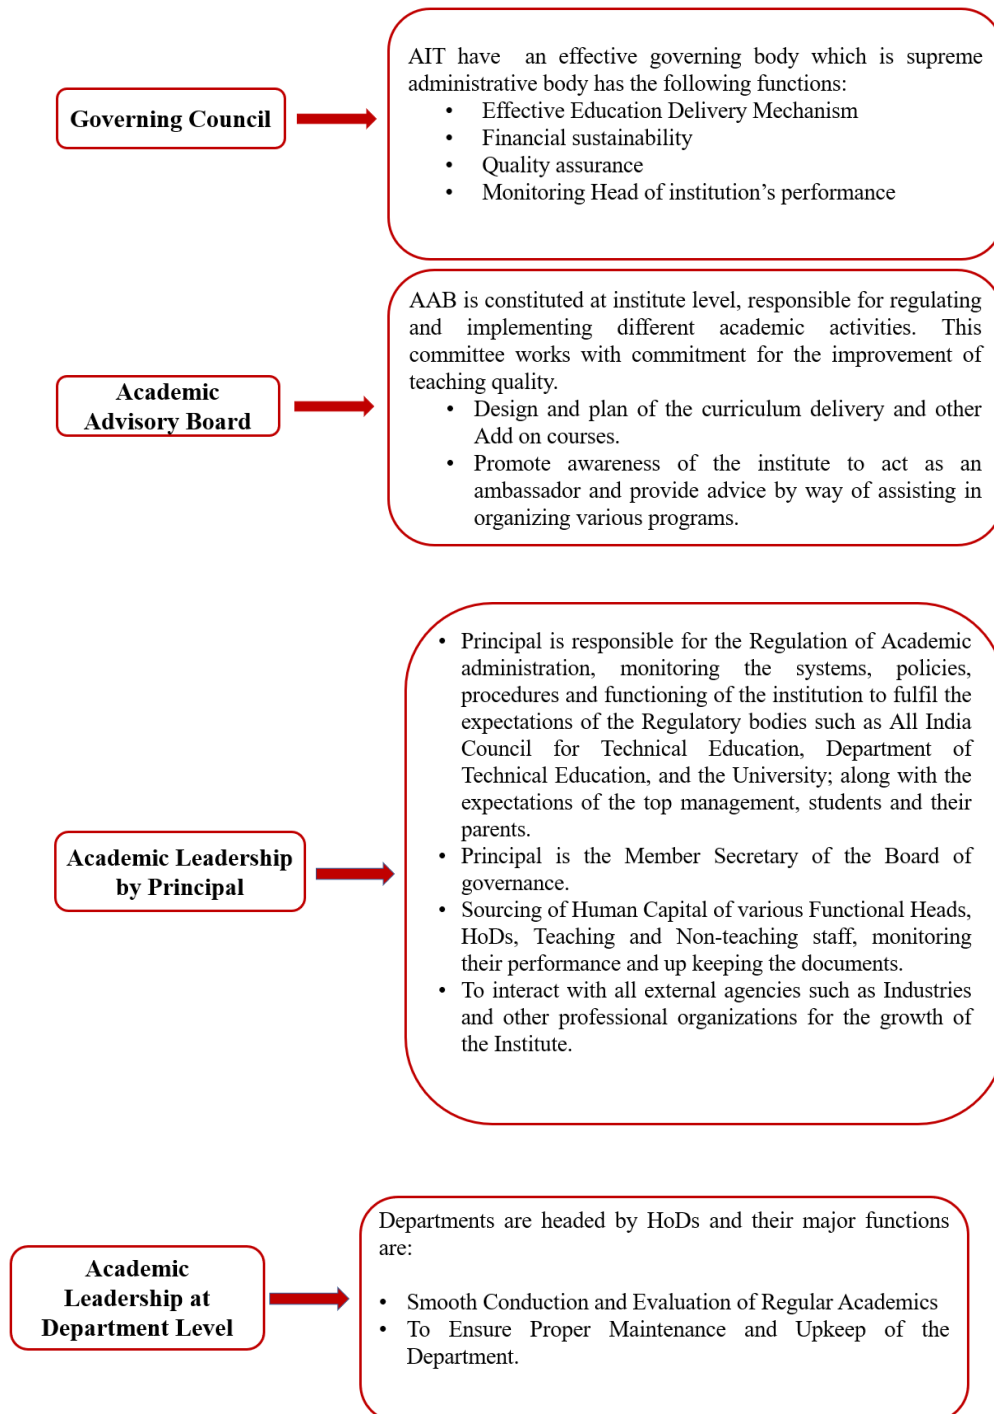 Governing Council
AIT have an effective governing body which is supreme
administrative body has the following functions:
• Effective Education Delivery Mechanism
• Financial sustainability
• Quality assurance
• Monitoring Head of institution’s performance
Academic
Advisory Board
AAB is constituted at institute level, responsible for regulating
and implementing different academic activities. This
committee works with commitment for the improvement of
teaching quality.
• Design and plan of the curriculum delivery and other
Add on courses.
• Promote awareness of the institute to act as an
ambassador and provide advice by way of assisting in
organizing various programs.
Academic Leadership
by Principal
• Principal is responsible for the Regulation of Academic
administration, monitoring the systems, policies,
procedures and functioning of the institution to fulfil the
expectations of the Regulatory bodies such as All India
Council for Technical Education, Department of
Technical Education, and the University; along with the
expectations of the top management, students and their
parents.
• Principal is the Member Secretary of the Board of
governance.
• Sourcing of Human Capital of various Functional Heads,
HoDs, Teaching and Non-teaching staff, monitoring
their performance and up keeping the documents.
• To interact with all external agencies such as Industries
and other professional organizations for the growth of
the Institute.
Academic
Leadership at
Department Level
Departments are headed by HoDs and their major functions
are:
• Smooth Conduction and Evaluation of Regular Academics
• To Ensure Proper Maintenance and Upkeep of the
Department.